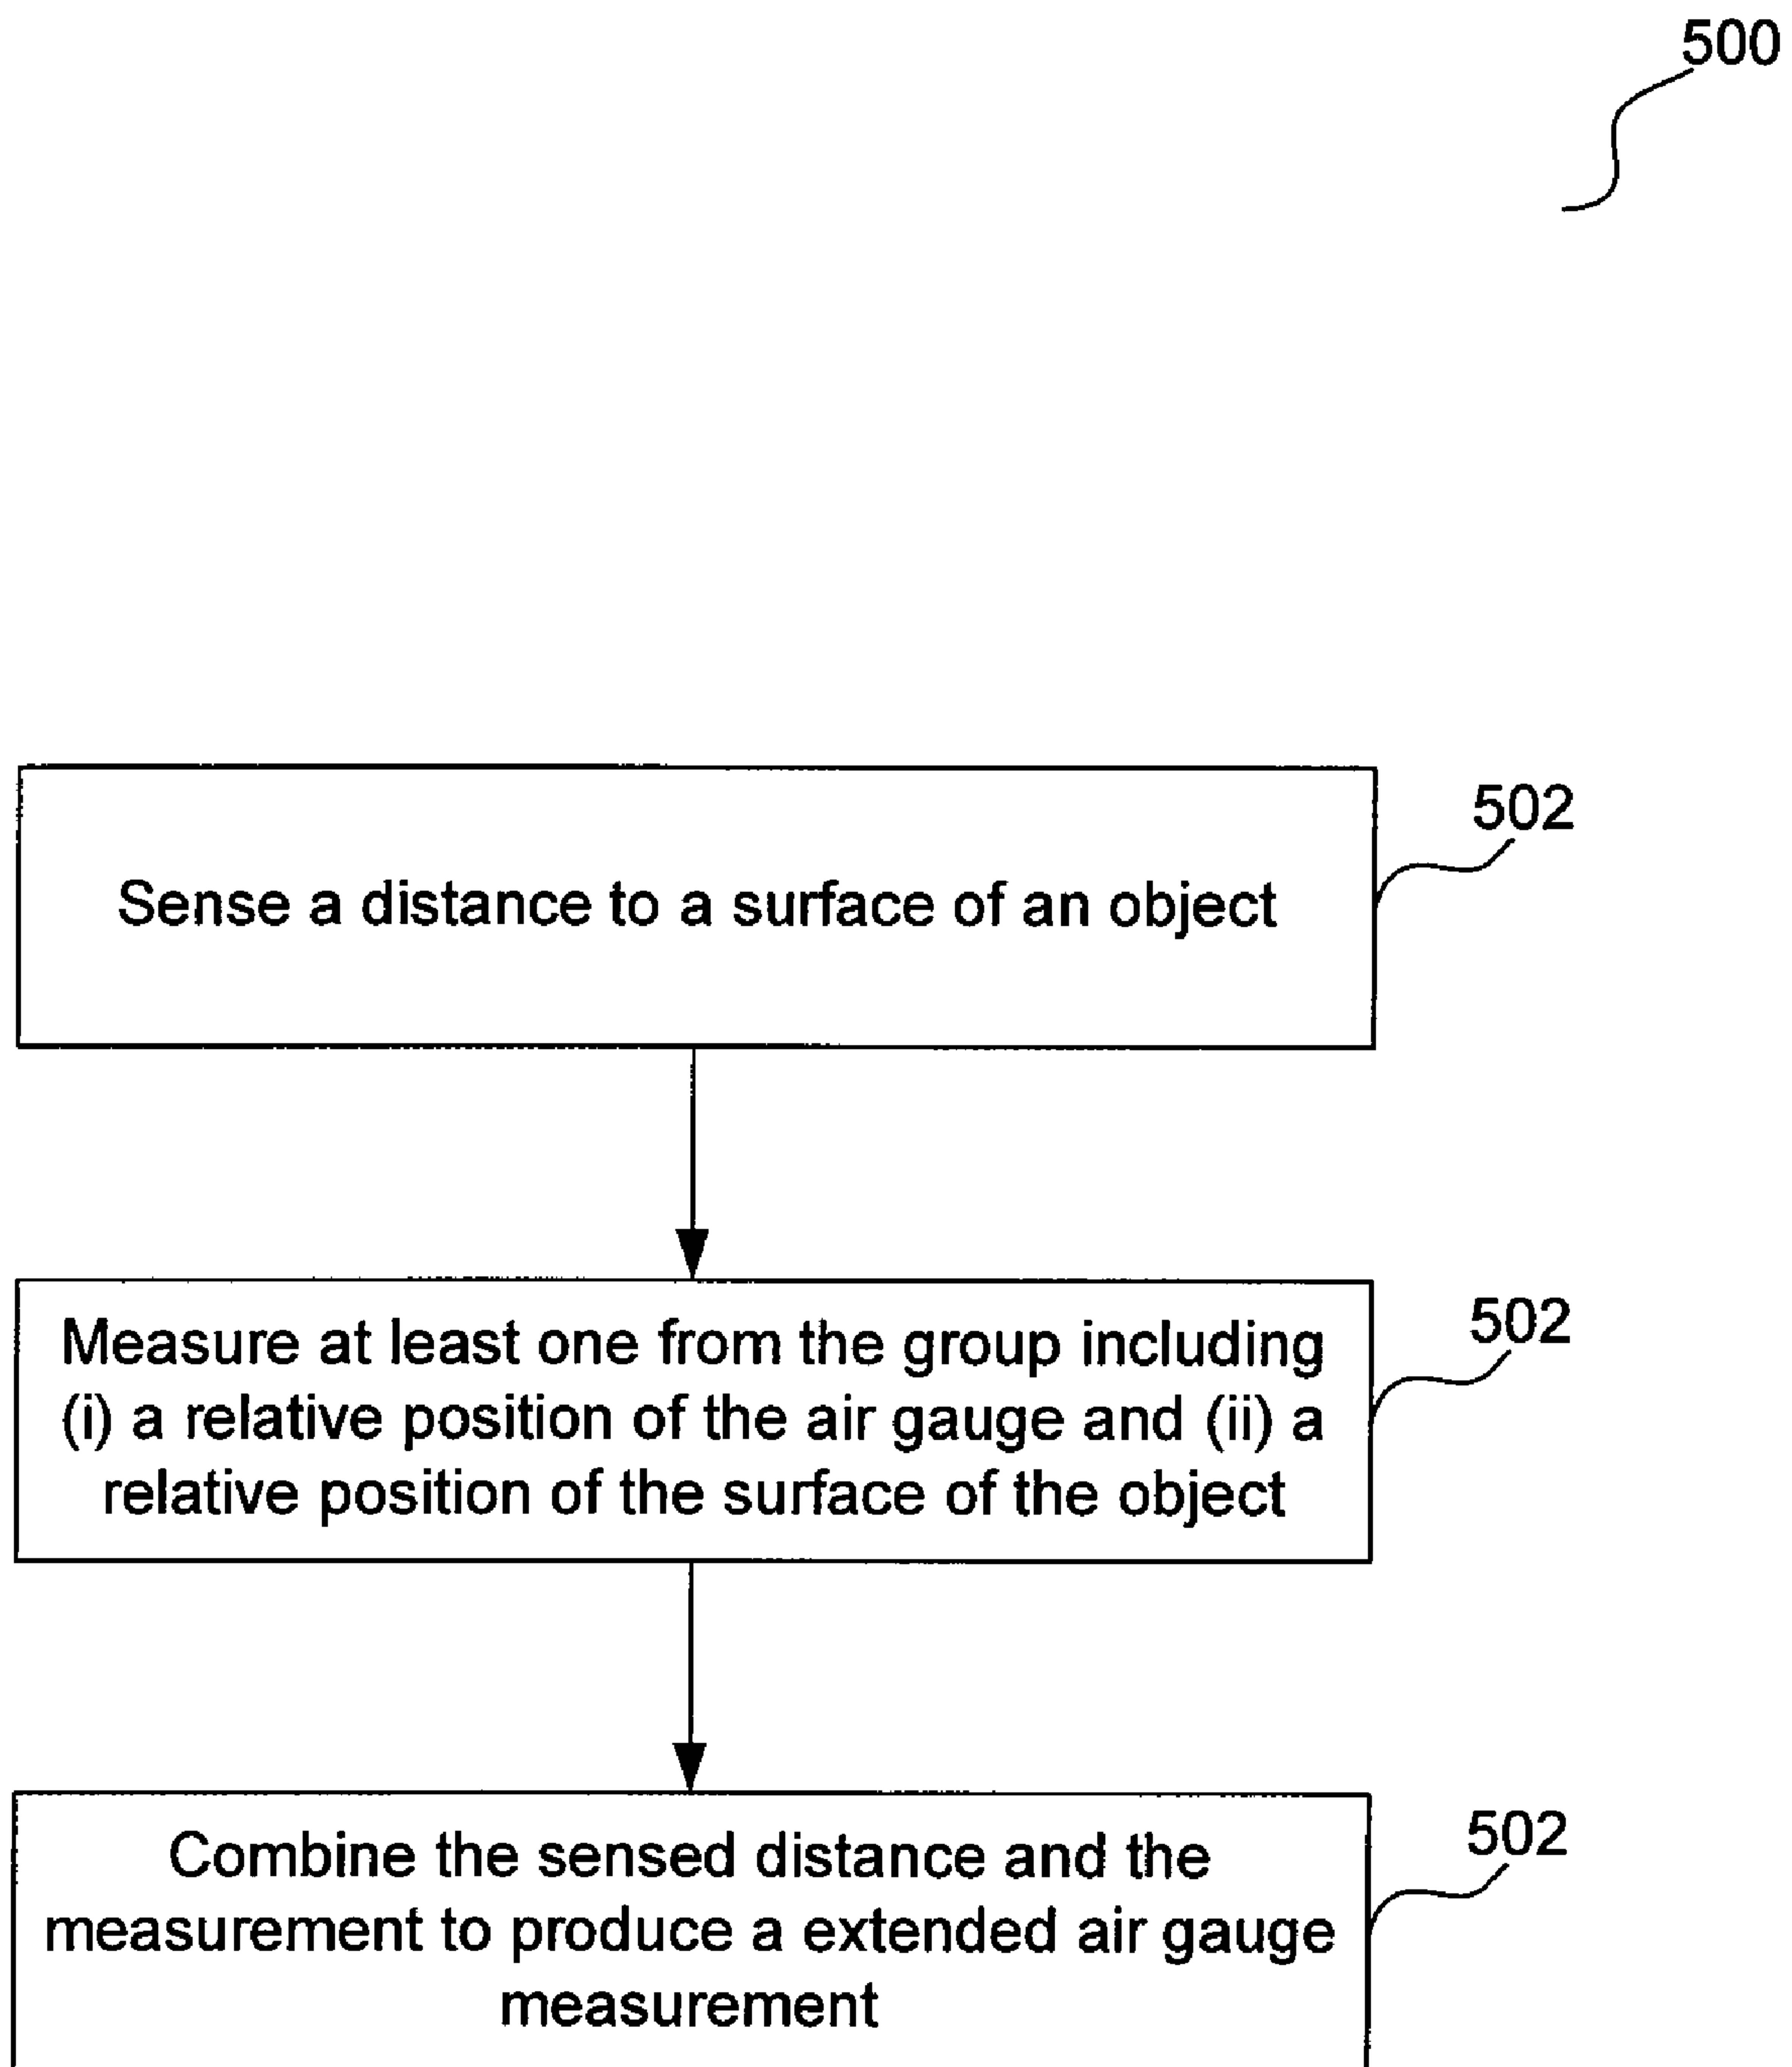 500
Sense a distance to a surface of an object
502
Measure at least one from the group including
(i) a relative position of the air gauge and (ii) a
relative position of the surface of the object
502
Combine the sensed distance and the
measurement to produce a extended air gauge
measurement
502